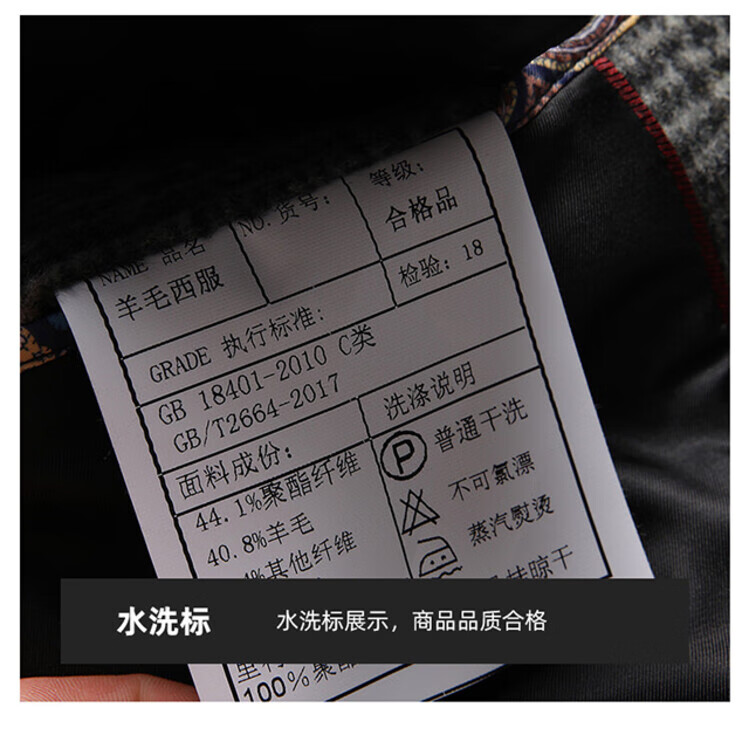 NAME 品名
羊毛西服
NO.货号:
等级:
合格品
检验: 18
GRADE 执行标准:
GB 18401-2010 C类
GB/T2664-2017
面料成份:
44.1%聚酯纤维
40.8%羊毛
%其他纤维
100%聚酯
洗涤说明
P 普通干洗
不可氯漂
蒸汽熨烫
晾干
水洗标
水洗标展示，商品品质合格